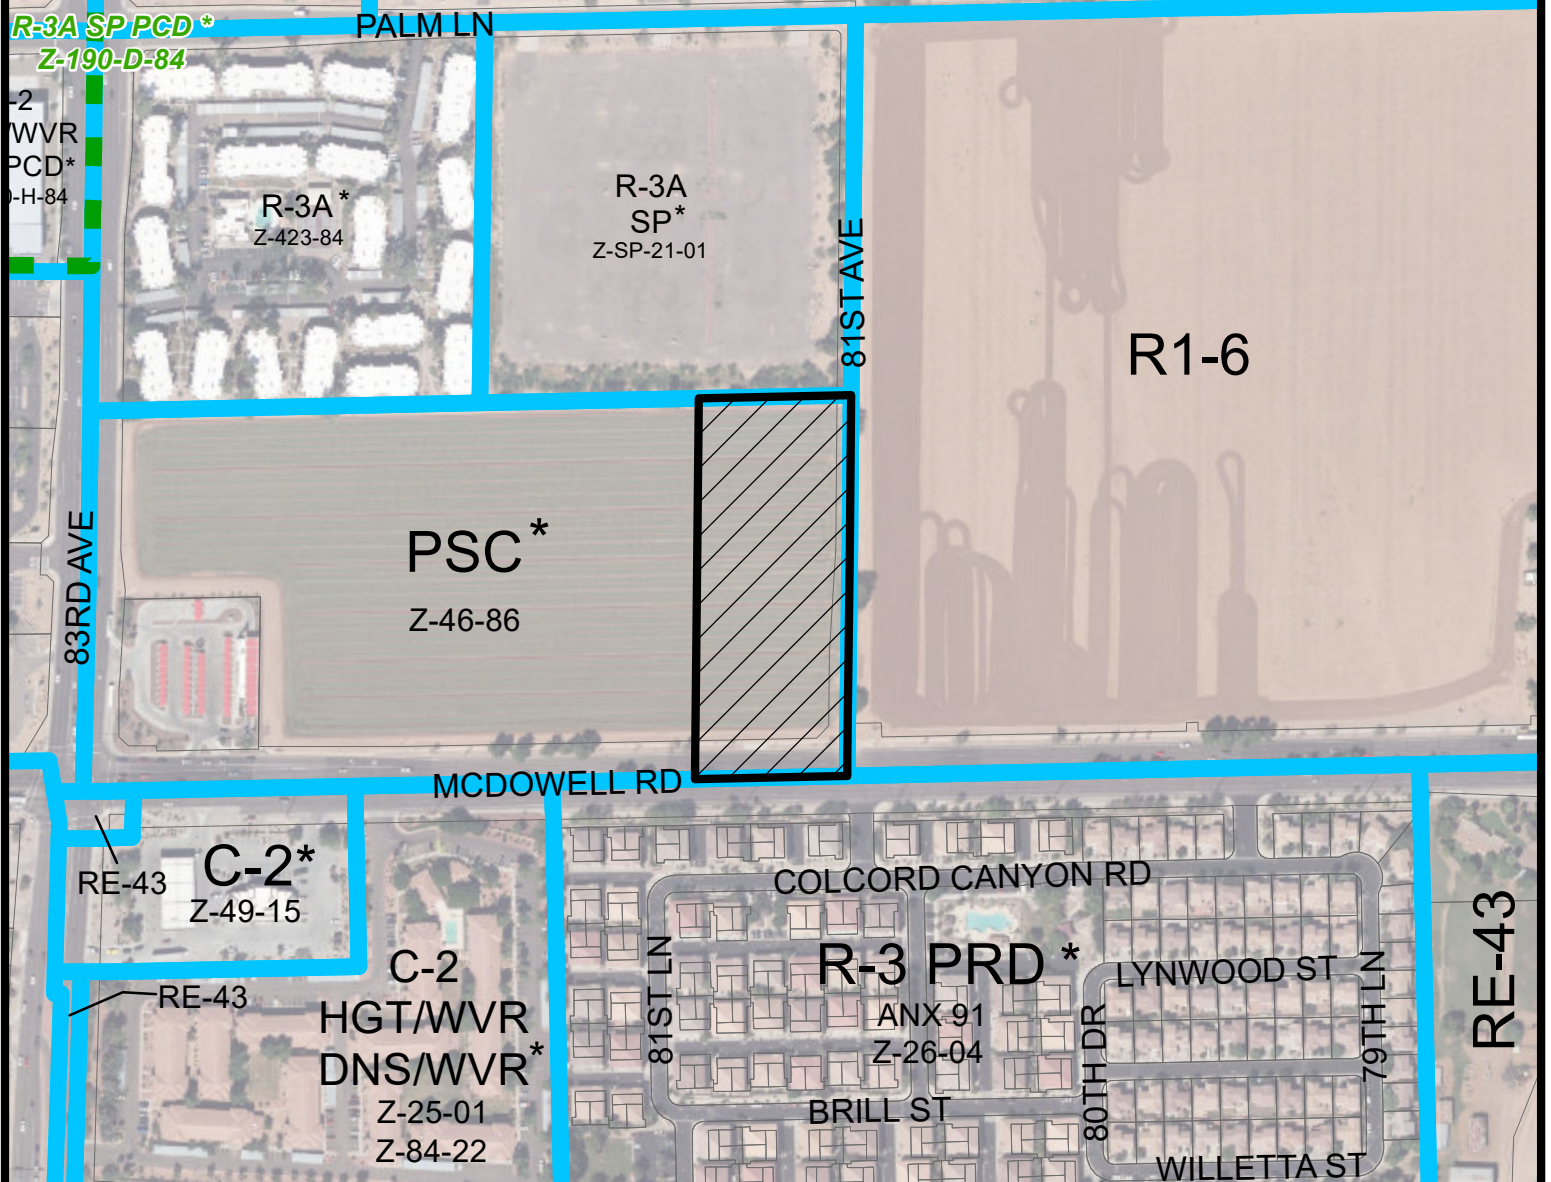 R-3A SP PCD *
Z-190-D-84
PALM LN
-2
/WVR
PCD*
0-H-84
R-3A *
Z-423-84
R-3A
SP*
Z-SP-21-01
81ST AVE
R1-6
83RD AVE
PSC *
Z-46-86
MCDOWELL RD
RE-43
C-2*
Z-49-15
RE-43
C-2
HGT/WVR
DNS/WVR*
Z-25-01
Z-84-22
COLCORD CANYON RD
81ST LN
R-3 PRD *
ANX 91
Z-26-04
LYNWOOD ST
80TH DR
79TH LN
BRILL ST
WILLETTA ST
RE-43